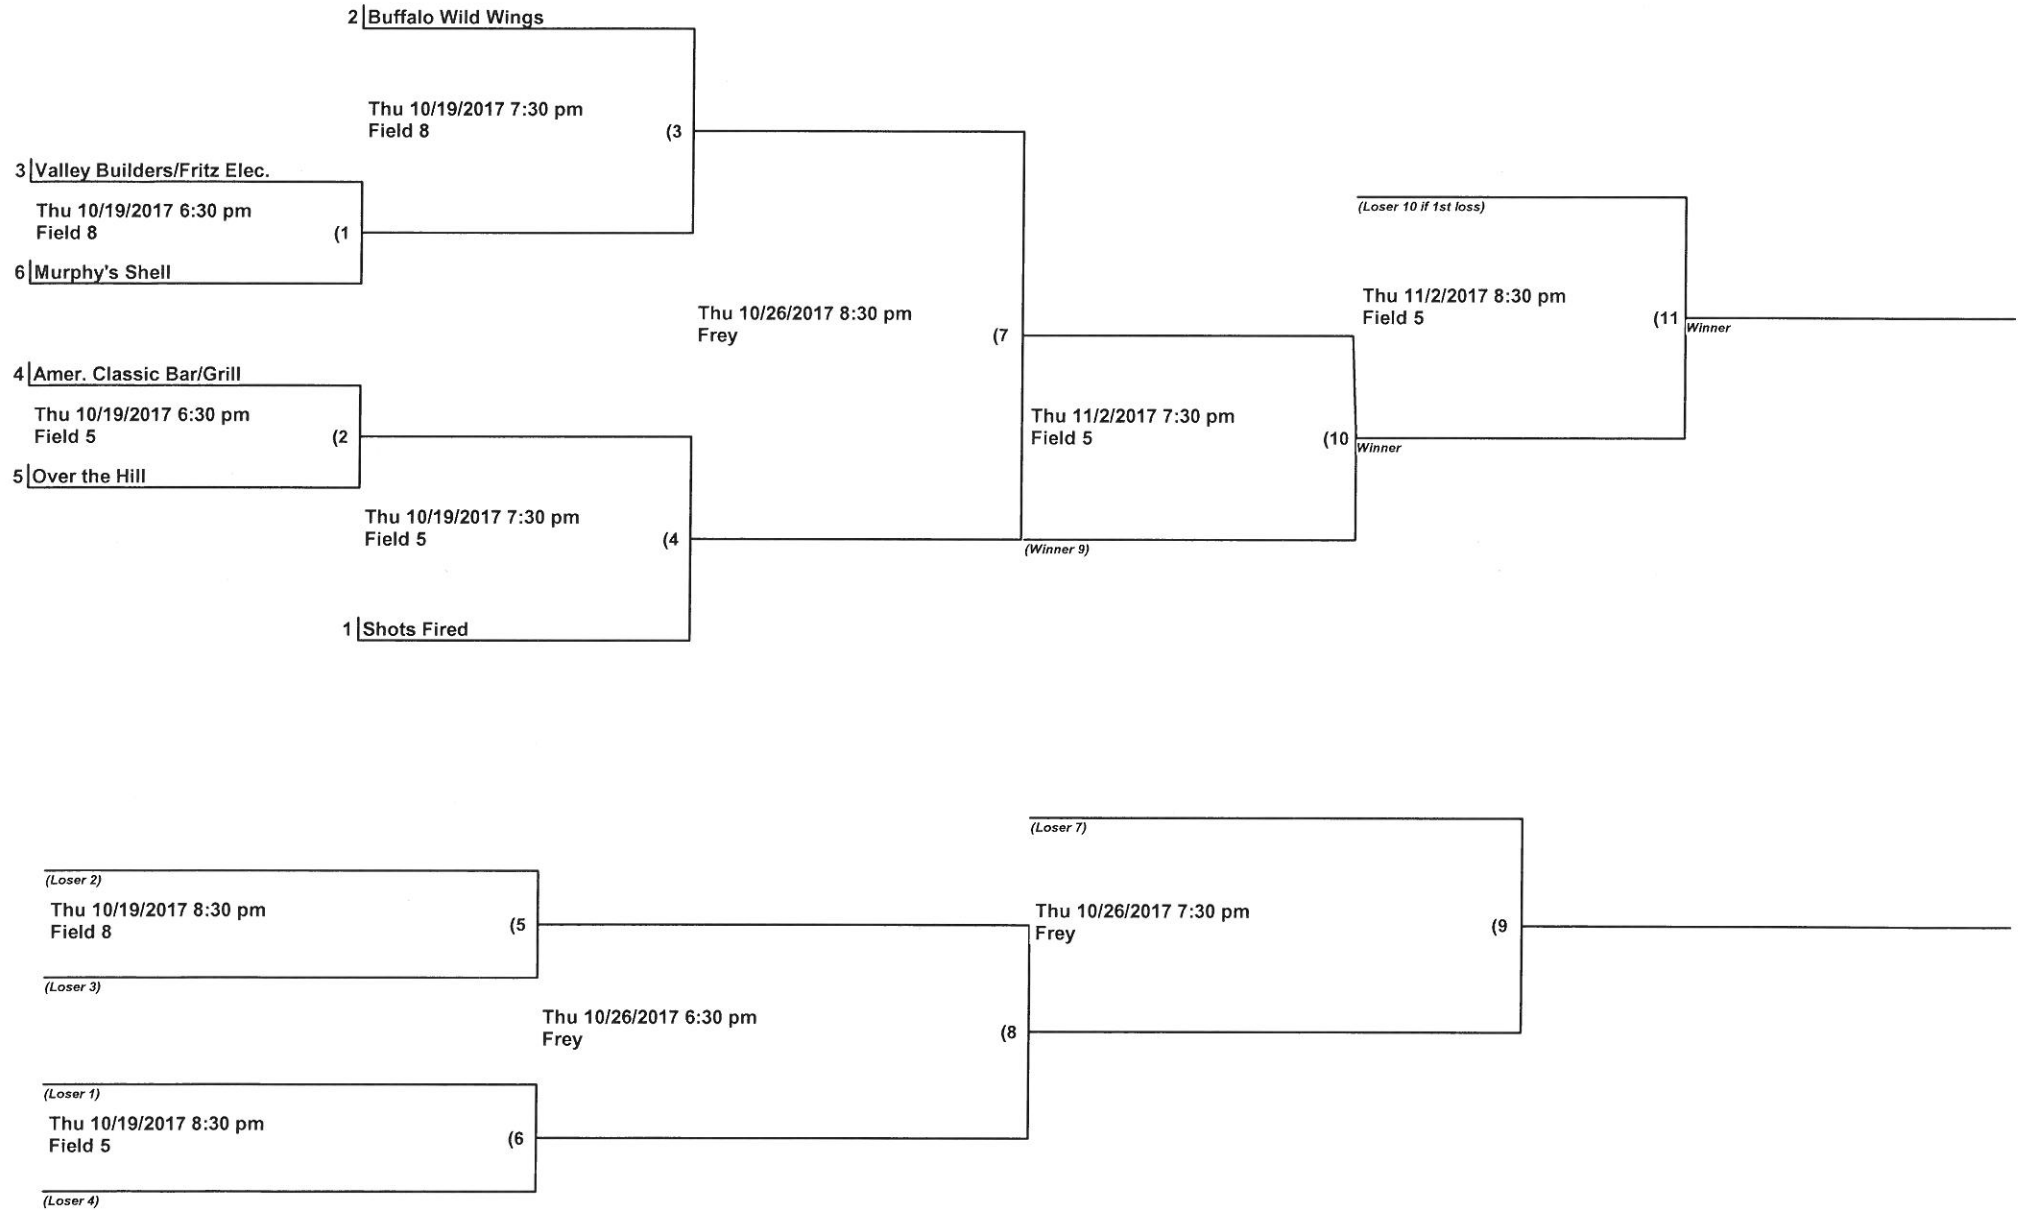 2 Buffalo Wild Wings
Thu 10/19/2017 7:30 pm
Field 8
(3
3 Valley Builders/Fritz Elec.
Thu 10/19/2017 6:30 pm
Field 8
(1
6 Murphy's Shell
(Loser 10 if 1st loss)
Thu 11/2/2017 8:30 pm
Field 5
(11
Winner
Thu 10/26/2017 8:30 pm
Frey
(7
4 Amer. Classic Bar/Grill
Thu 10/19/2017 6:30 pm
Field 5
(2
5 Over the Hill
Thu 11/2/2017 7:30 pm
Field 5
(10
Winner
Thu 10/19/2017 7:30 pm
Field 5
(4
(Winner 9)
1 Shots Fired
(Loser 7)
(Loser 2)
Thu 10/19/2017 8:30 pm
Field 8
(5
(Loser 3)
Thu 10/26/2017 7:30 pm
Frey
(9
Thu 10/26/2017 6:30 pm
Frey
(8
(Loser 1)
Thu 10/19/2017 8:30 pm
Field 5
(6
(Loser 4)